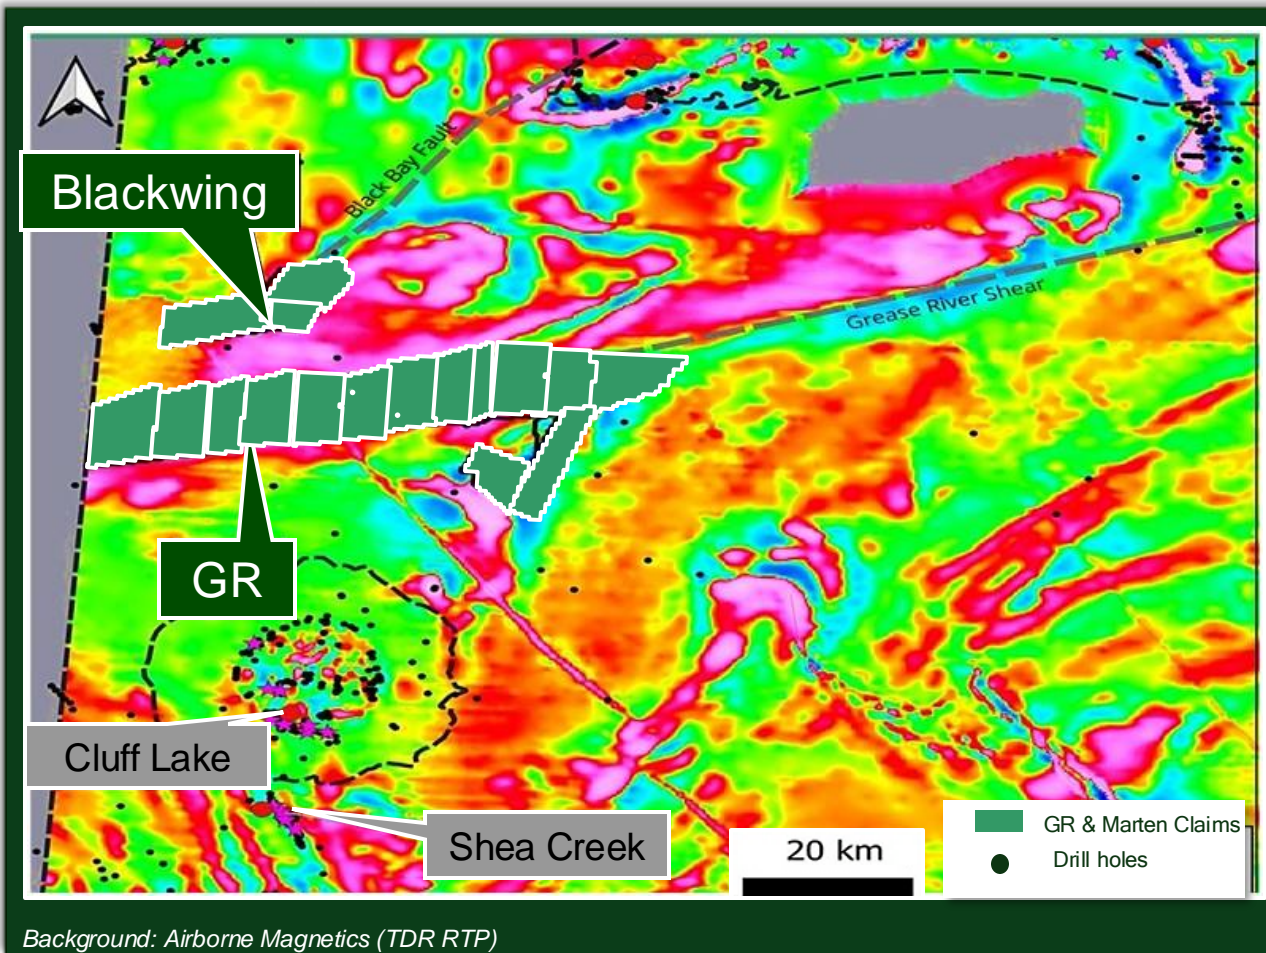 Black Bay Fault
Blackwing
Grease River Shear
GR
Cluff Lake
Shea Creek
20 km
GR & Marten Claims
Drill holes
Background: Airborne Magnetics (TDR RTP)